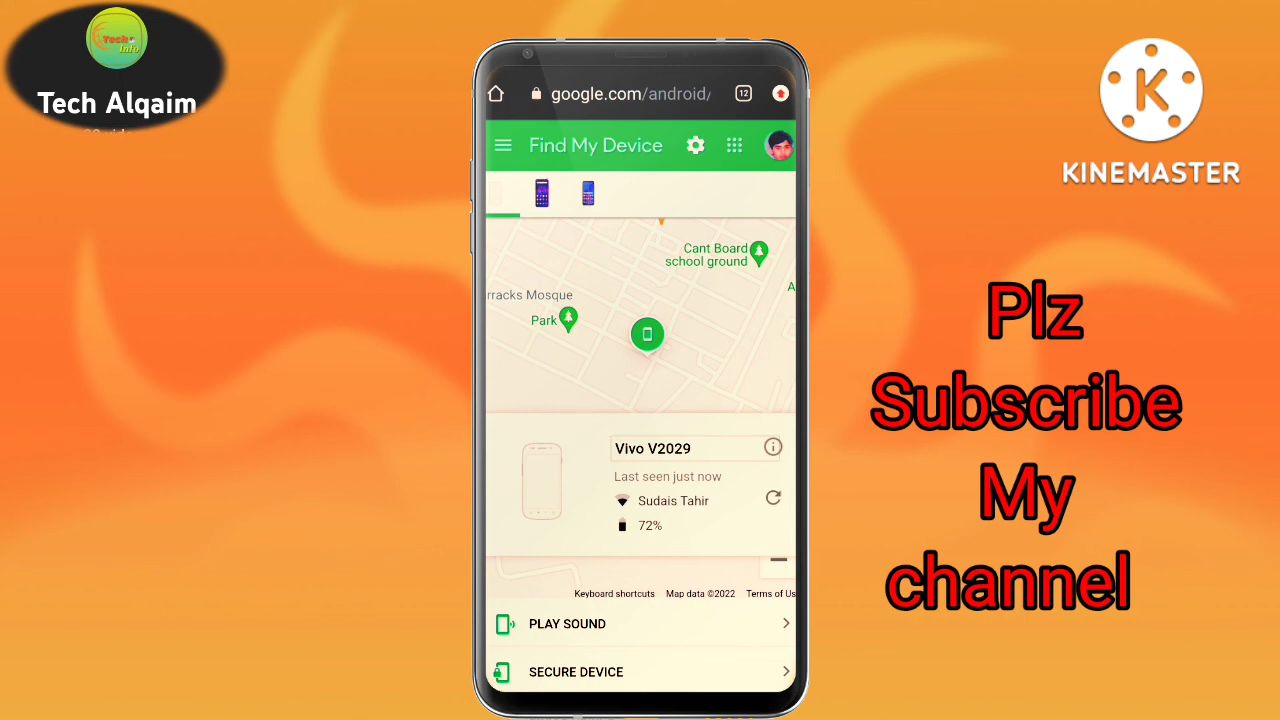 Tech
Info
Tech Alqaim
KINEMASTER
K
google.com/android/
12
Find My Device
Cant Board
school ground
rracks Mosque
Park
A
Vivo V2029
Last seen just now
Sudais Tahir
72%
Keyboard shortcuts Map data ©2022 Terms of Us
PLAY SOUND
SECURE DEVICE
Plz
Subscribe
My
channel